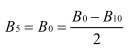 B₅ = B₀ = (B₀ − B₁₀) / 2